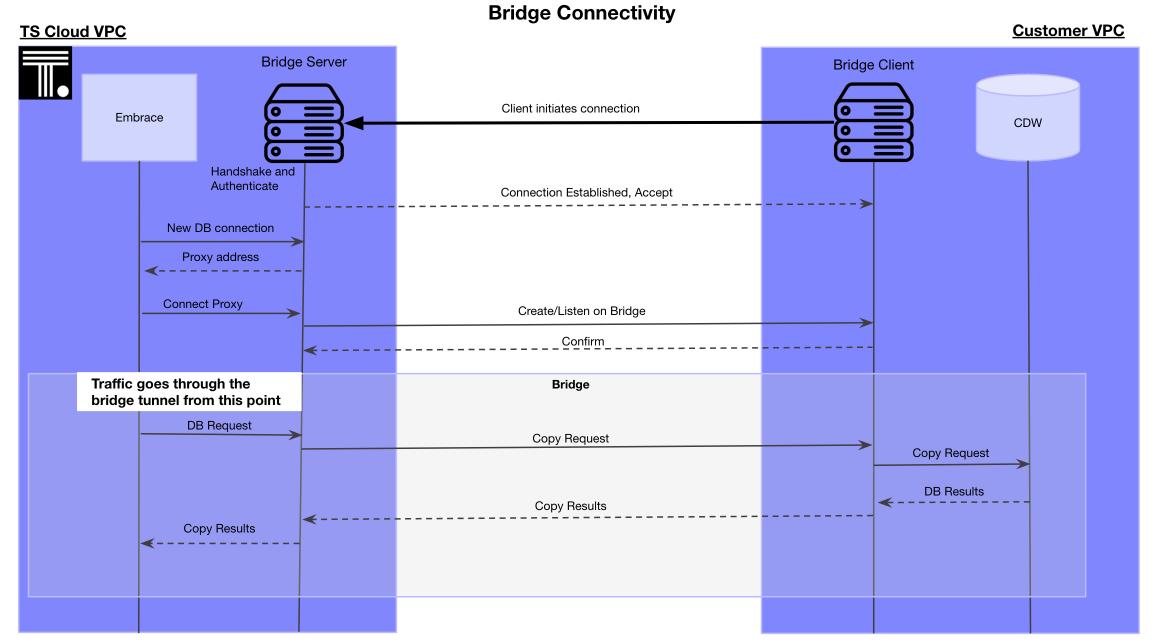 Bridge Connectivity
TS Cloud VPC
Customer VPC
T.
Bridge Server
Bridge Client
Embrace
Client initiates connection
CDW
Handshake and
Authenticate
Connection Established, Accept
New DB connection
Proxy address
Connect Proxy
Create/Listen on Bridge
Confirm
Traffic goes through the
bridge tunnel from this point
Bridge
DB Request
Copy Request
Copy Request
DB Results
Copy Results
Copy Results